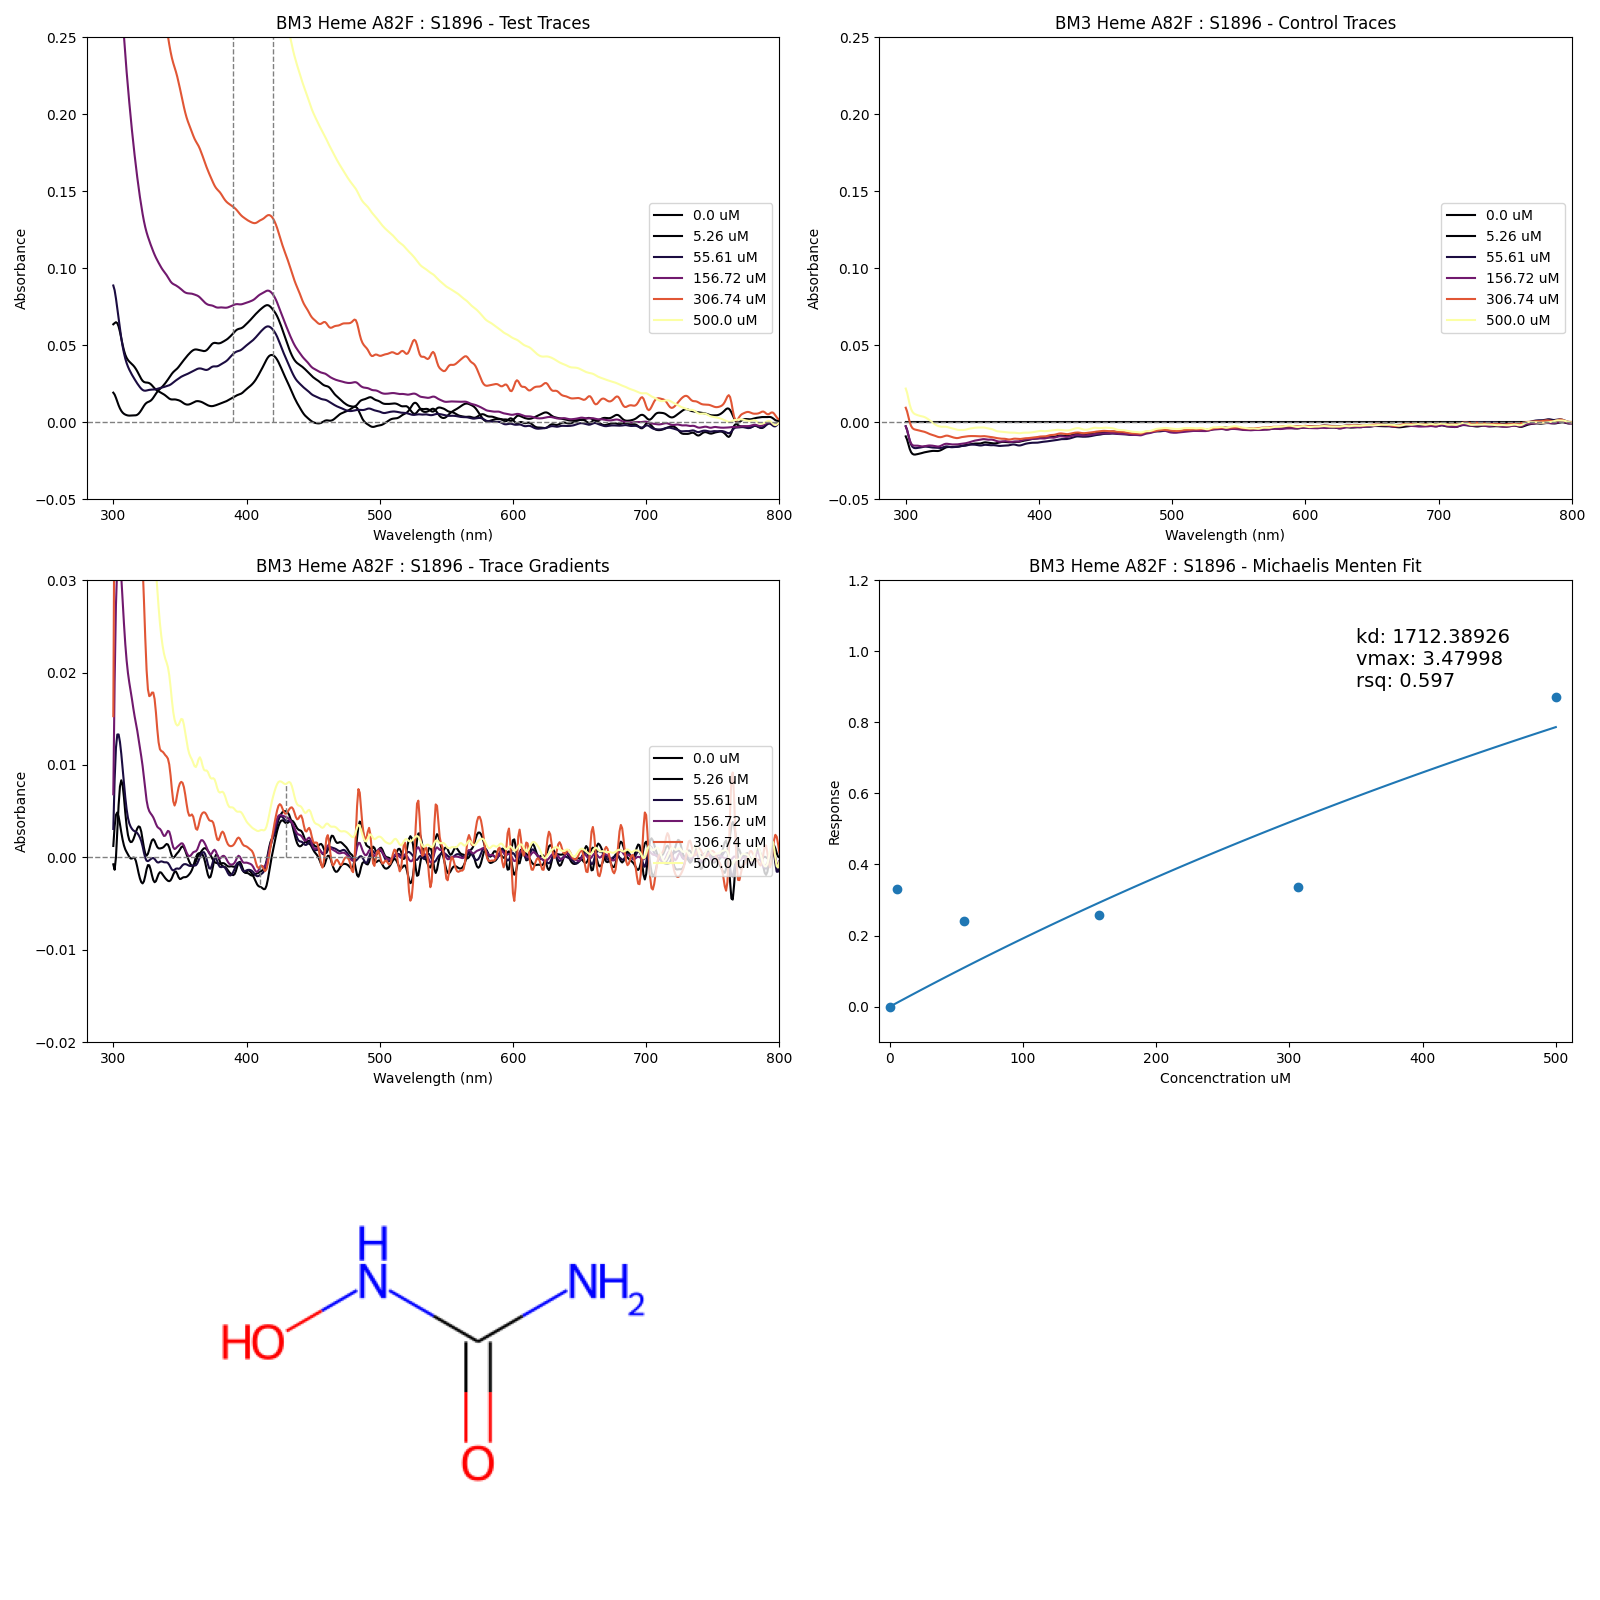 BM3 Heme A82F : S1896 - Test Traces
0.25
0.20
0.15
0.10
0.05
0.00
−0.05
Absorbance
300 400 500 600 700 800
Wavelength (nm)
0.0 uM
5.26 uM
55.61 uM
156.72 uM
306.74 uM
500.0 uM
BM3 Heme A82F : S1896 - Control Traces
0.25
0.20
0.15
0.10
0.05
0.00
−0.05
Absorbance
300 400 500 600 700 800
Wavelength (nm)
0.0 uM
5.26 uM
55.61 uM
156.72 uM
306.74 uM
500.0 uM
BM3 Heme A82F : S1896 - Trace Gradients
0.03
0.02
0.01
0.00
−0.01
−0.02
Absorbance
300 400 500 600 700 800
Wavelength (nm)
0.0 uM
5.26 uM
55.61 uM
156.72 uM
306.74 uM
500.0 uM
BM3 Heme A82F : S1896 - Michaelis Menten Fit
1.2
1.0
0.8
0.6
0.4
0.2
0.0
Response
kd: 1712.38926
vmax: 3.47998
rsq: 0.597
0 100 200 300 400 500
Concenctration uM
H
N
NH2
HO
O